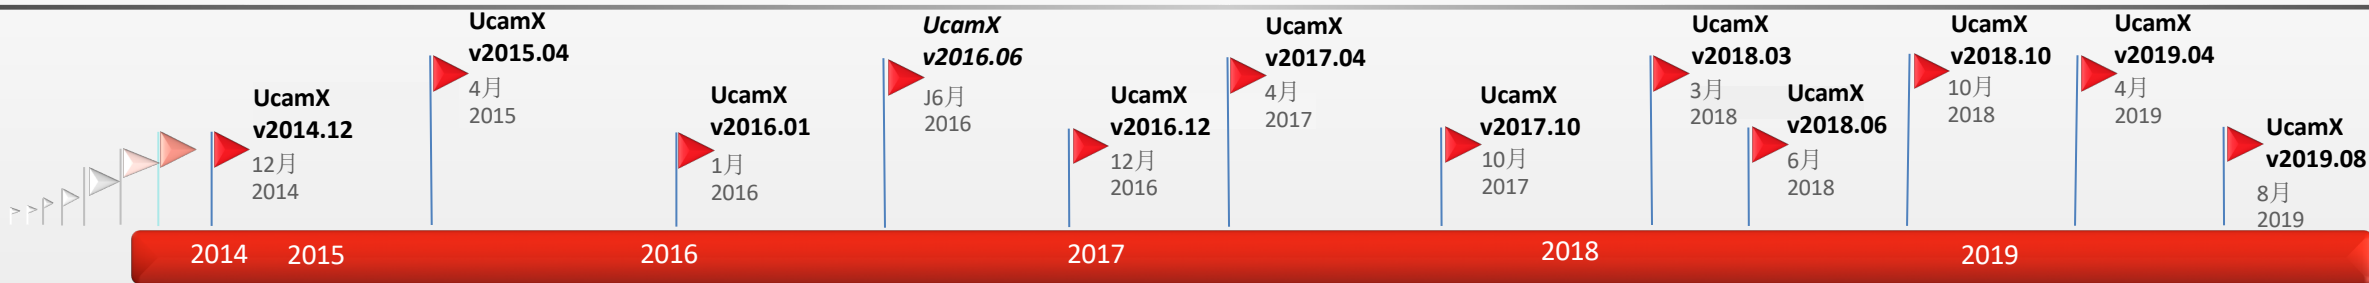 UcamX
v2014.12
12月
2014
UcamX
v2015.04
4月
2015
UcamX
v2016.01
1月
2016
UcamX
v2016.06
J6月
2016
UcamX
v2016.12
12月
2016
UcamX
v2017.04
4月
2017
UcamX
v2017.10
10月
2017
UcamX
v2018.03
3月
2018
UcamX
v2018.06
6月
2018
UcamX
v2018.10
10月
2018
UcamX
v2019.04
4月
2019
UcamX
v2019.08
8月
2019
2014 2015 2016 2017 2018 2019